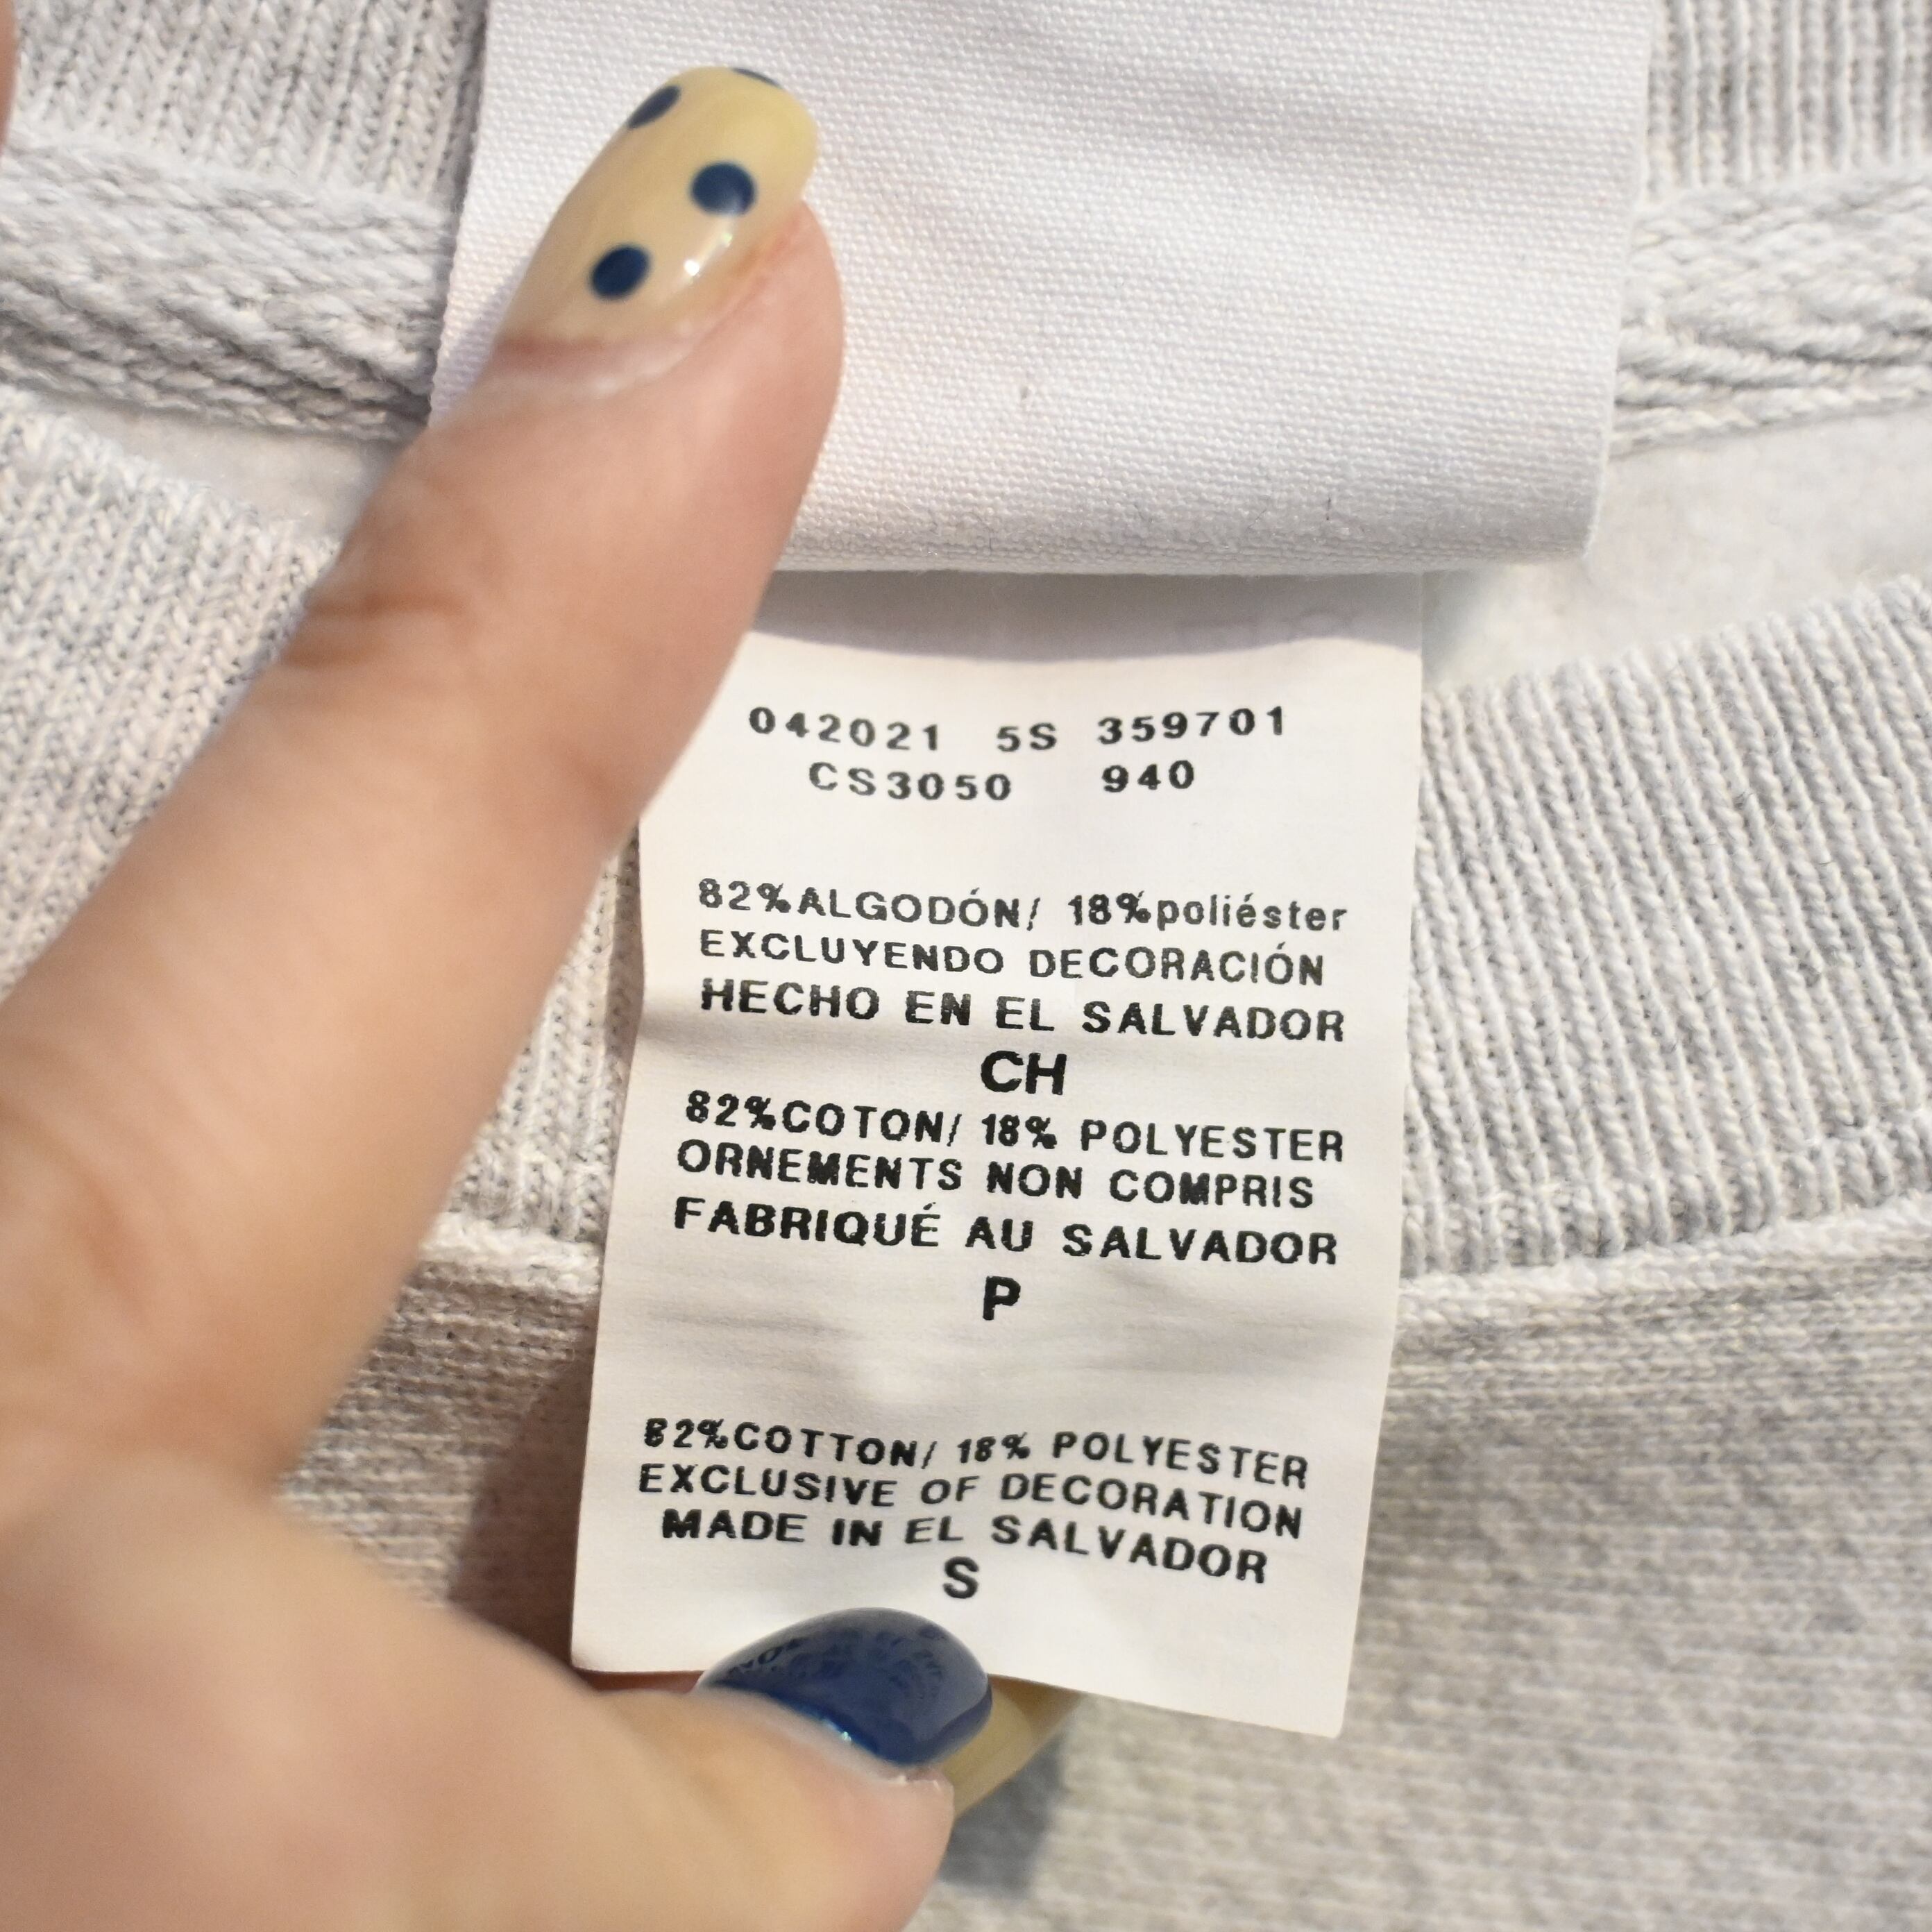 042021 5S 359701
CS3050 940
82%ALGODÓN/ 18%poliéster
EXCLUYENDO DECORACIÓN
HECHO EN EL SALVADOR
CH
82%COTON/ 18% POLYESTER
ORNEMENTS NON COMPRIS
FABRIQUÉ AU SALVADOR
P
82%COTTON/ 18% POLYESTER
EXCLUSIVE OF DECORATION
MADE IN EL SALVADOR
S